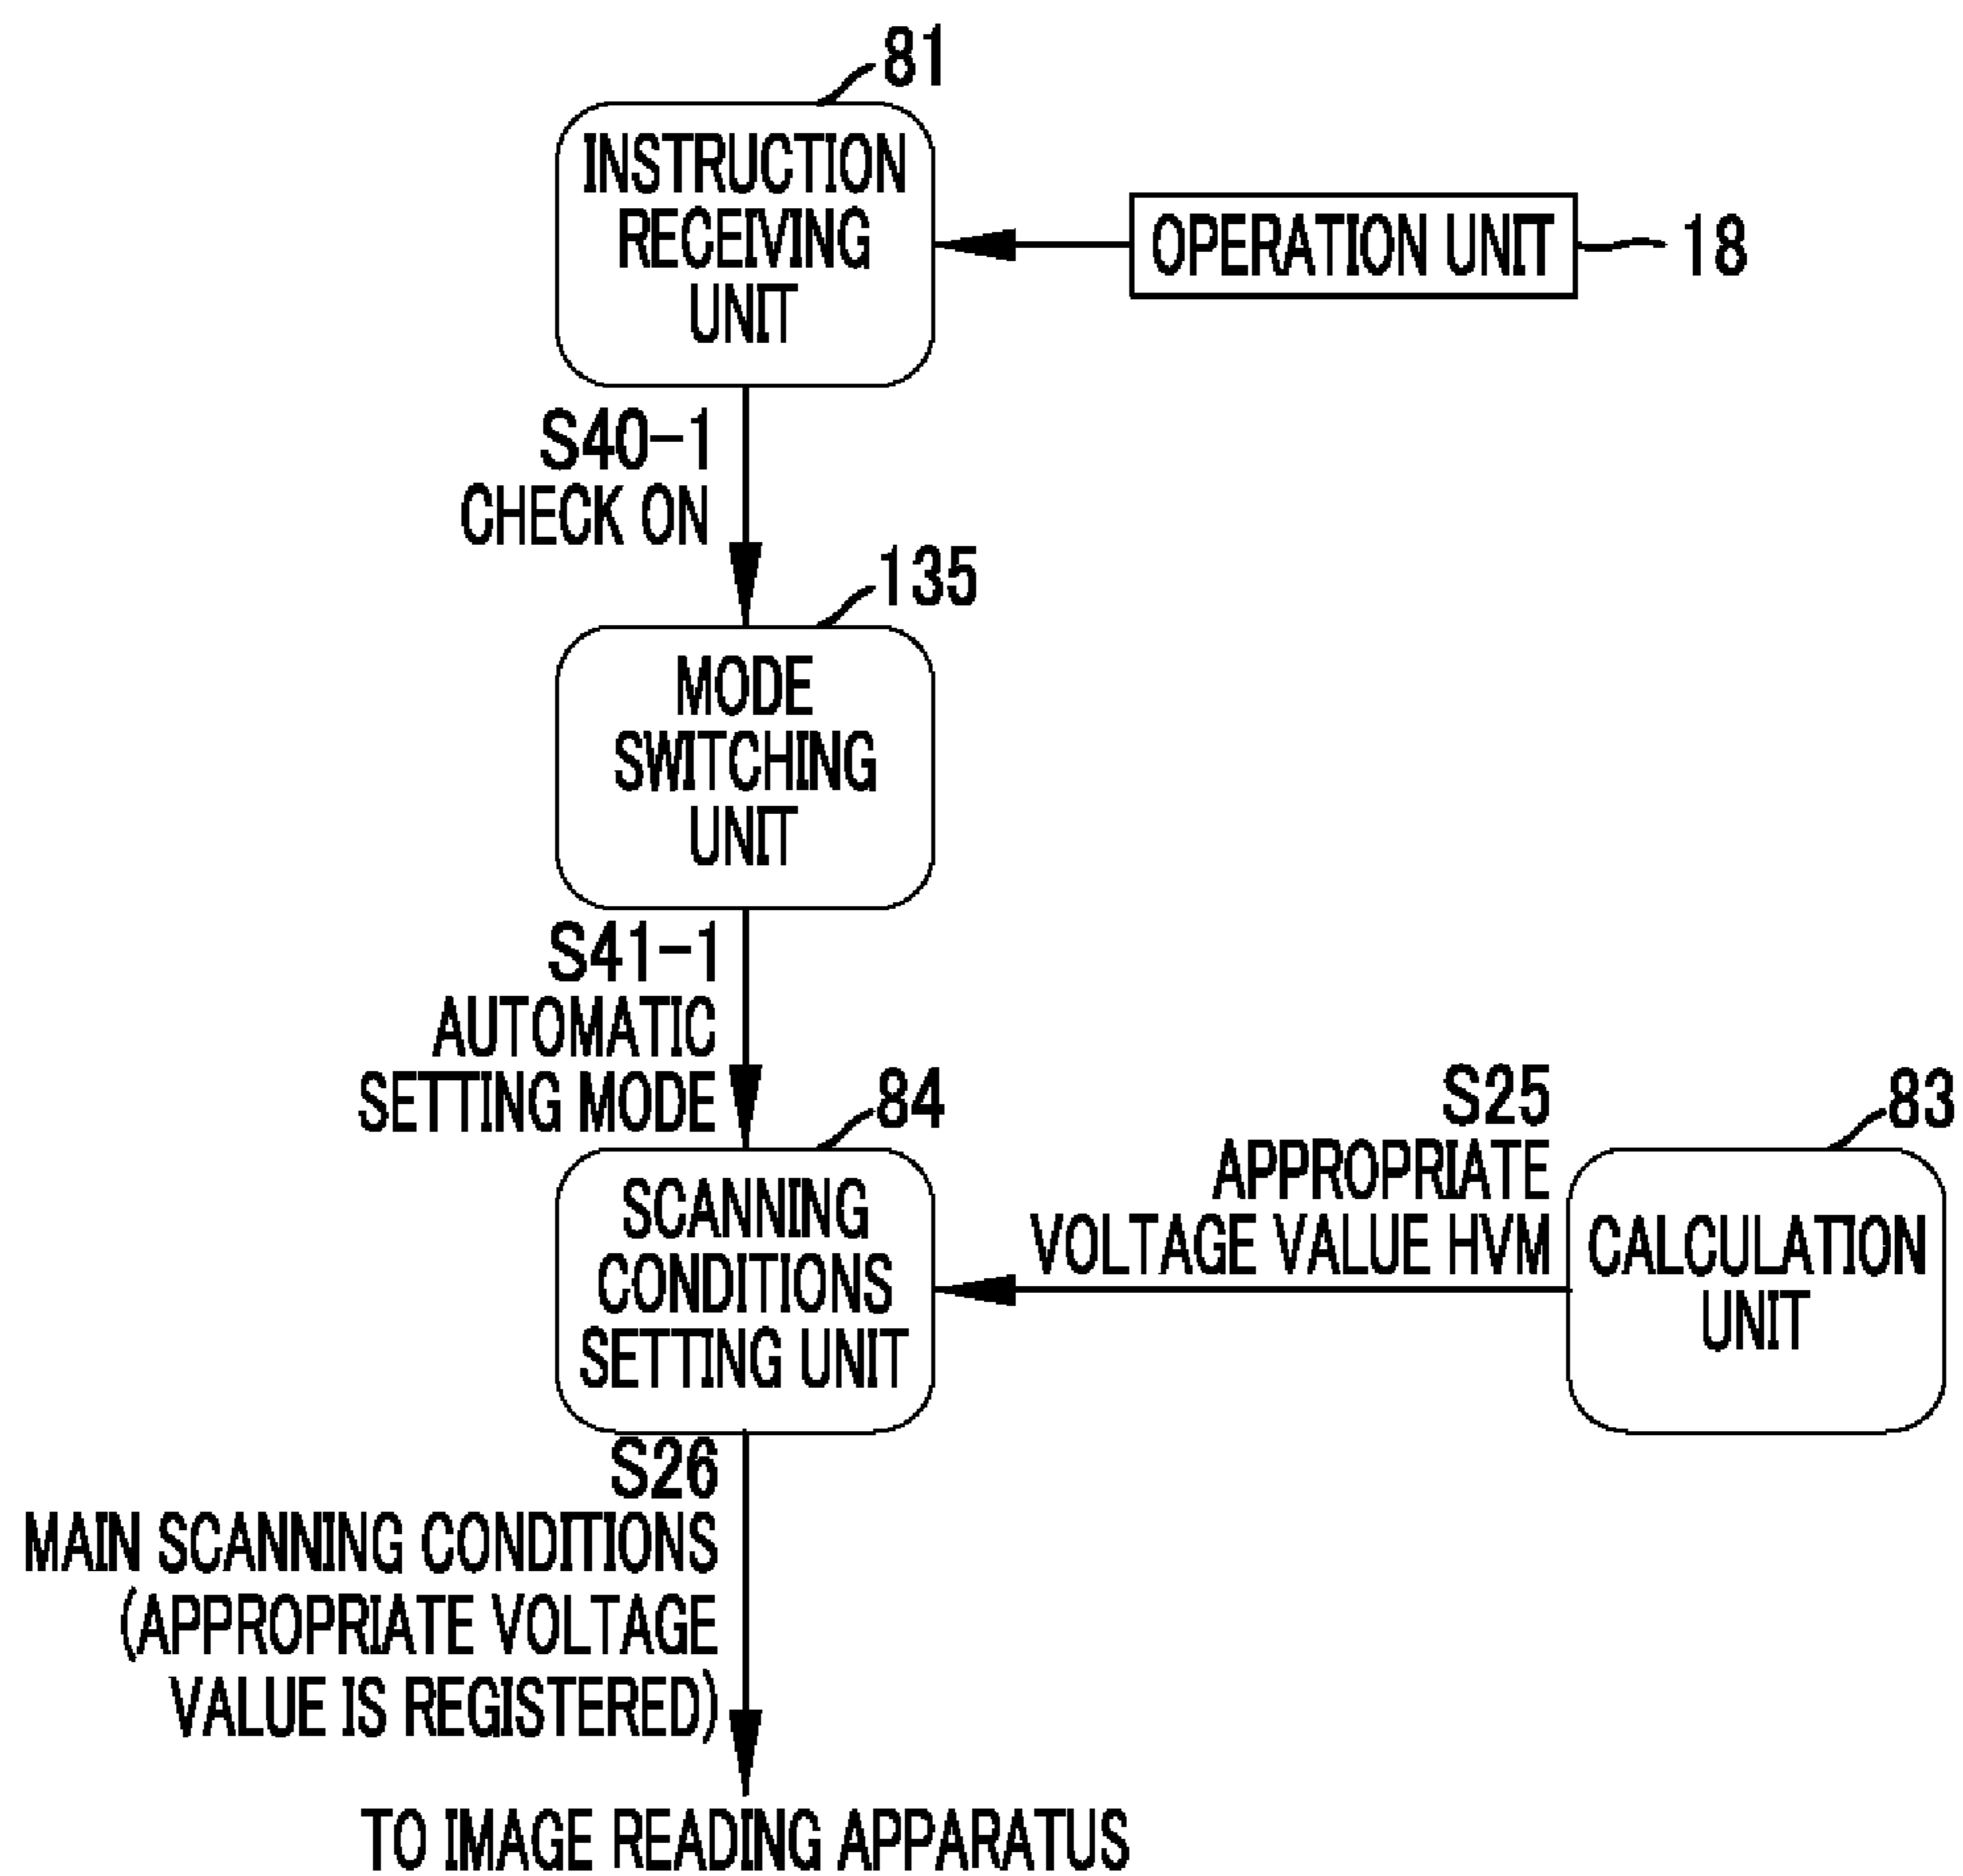 81
INSTRUCTION
RECEIVING
UNIT
OPERATION UNIT
18
S40-1
CHECK ON
135
MODE
SWITCHING
UNIT
S41-1
AUTOMATIC
SETTING MODE
84
SCANNING
CONDITIONS
SETTING UNIT
S25
APPROPRIATE
VOLTAGE VALUE HVM
83
CALCULATION
UNIT
S26
MAIN SCANNING CONDITIONS
(APPROPRIATE VOLTAGE
VALUE IS REGISTERED)
TO IMAGE READING APPARATUS